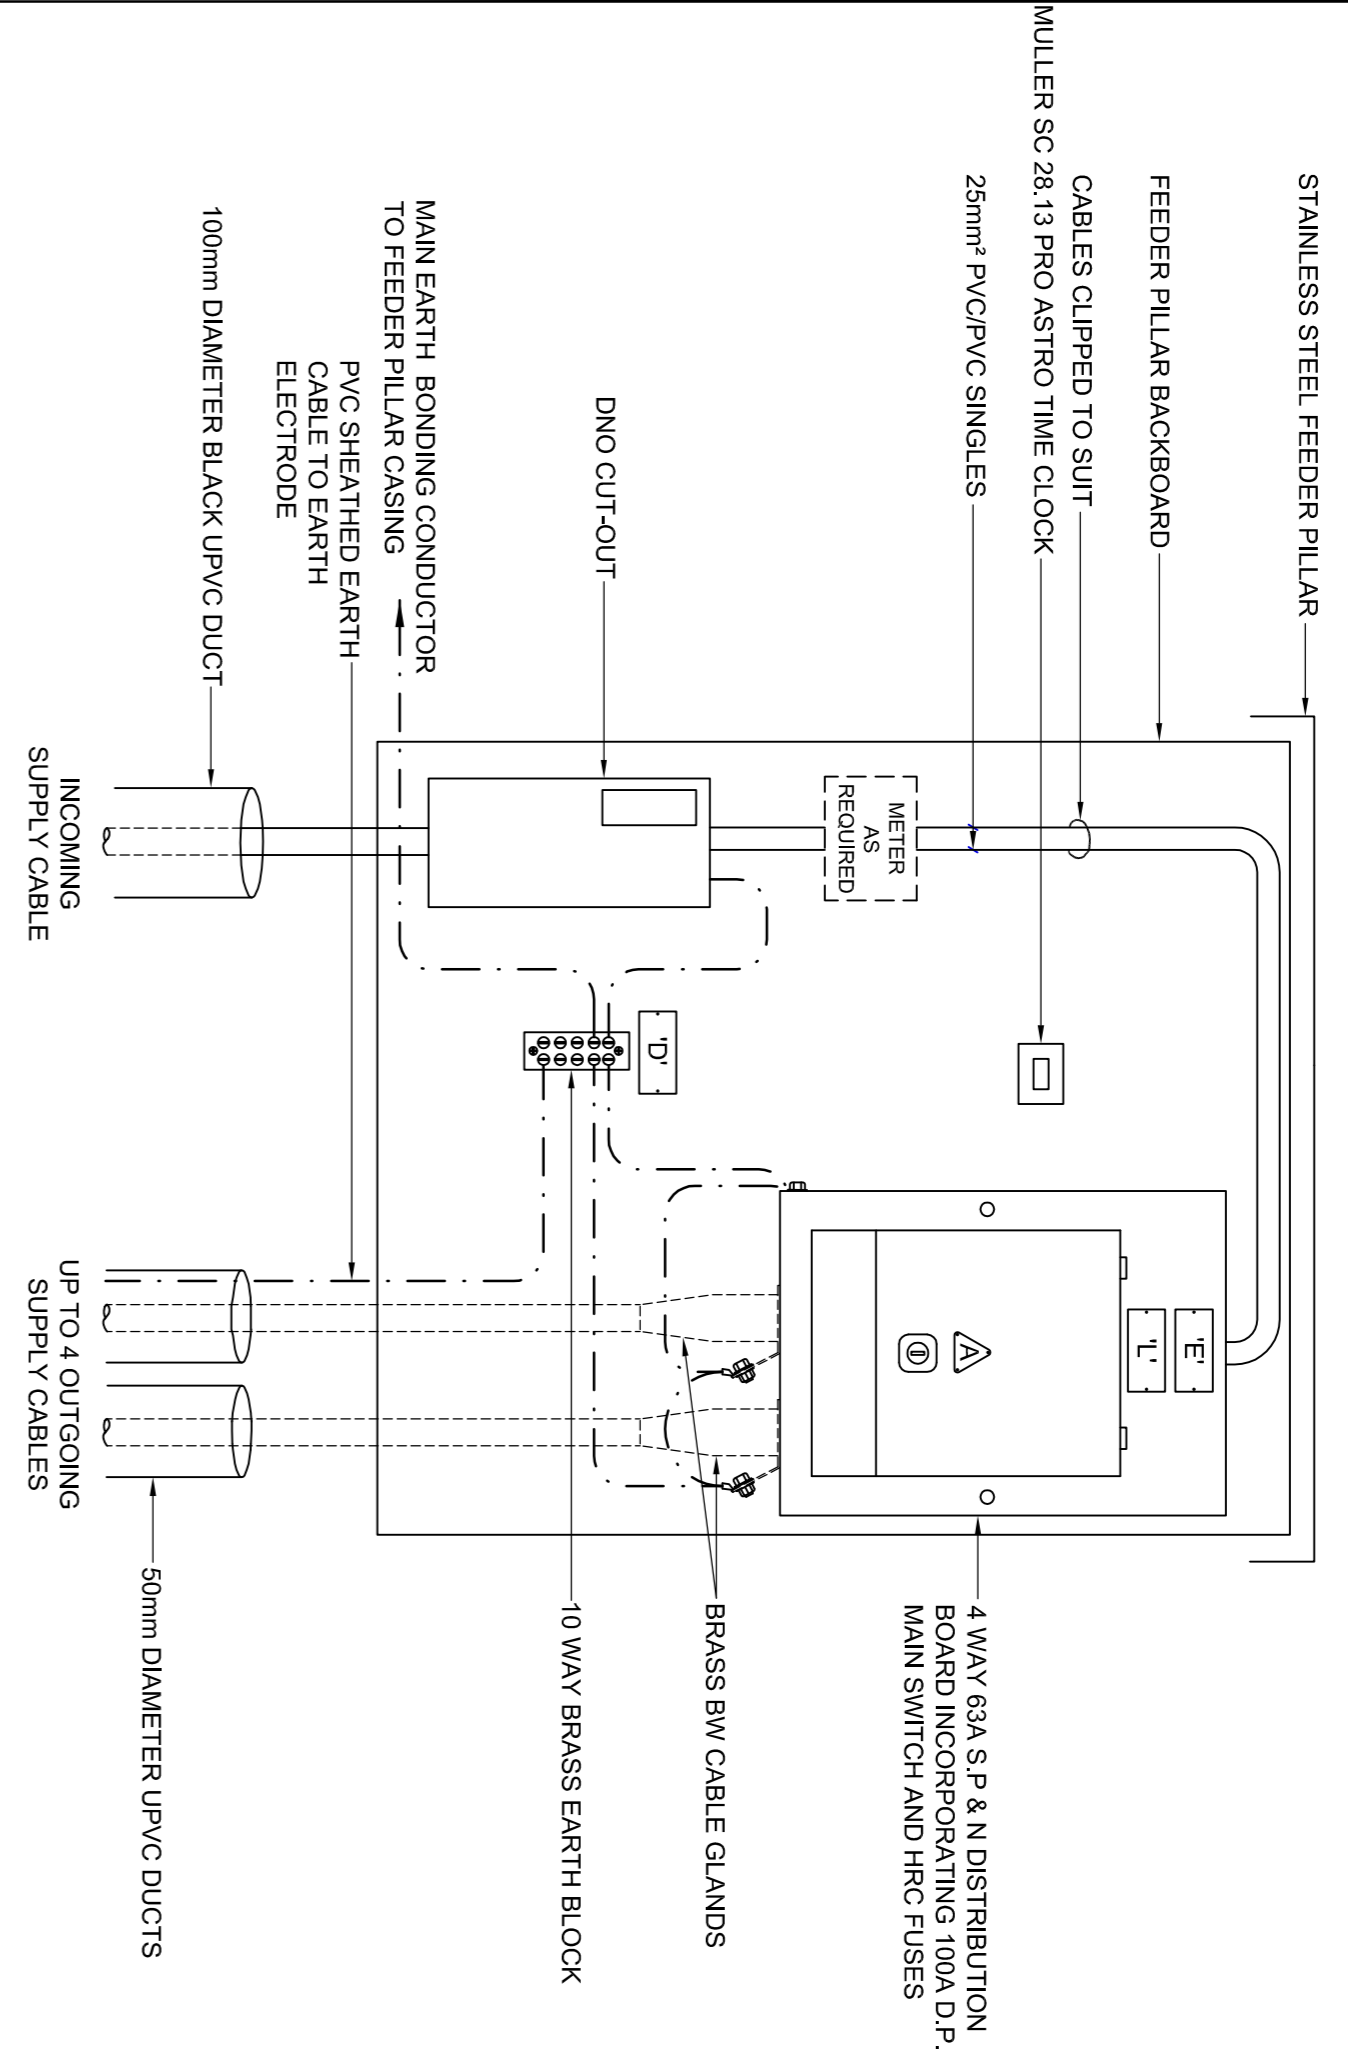 STAINLESS STEEL FEEDER PILLAR
FEEDER PILLAR BACKBOARD
CABLES CLIPPED TO SUIT
MULLER SC 28.13 PRO ASTRO TIME CLOCK
25mm² PVC/PVC SINGLES
DNO CUT-OUT
MAIN EARTH BONDING CONDUCTOR
TO FEEDER PILLAR CASING
PVC SHEATHED EARTH
CABLE TO EARTH
ELECTRODE
100mm DIAMETER BLACK UPVC DUCT
METER
AS
REQUIRED
'D'
'E'
'L'
A
4 WAY 63A S.P & N DISTRIBUTION
BOARD INCORPORATING 100A D.P.
MAIN SWITCH AND HRC FUSES
BRASS BW CABLE GLANDS
10 WAY BRASS EARTH BLOCK
50mm DIAMETER UPVC DUCTS
INCOMING
SUPPLY CABLE
UP TO 4 OUTGOING
SUPPLY CABLES